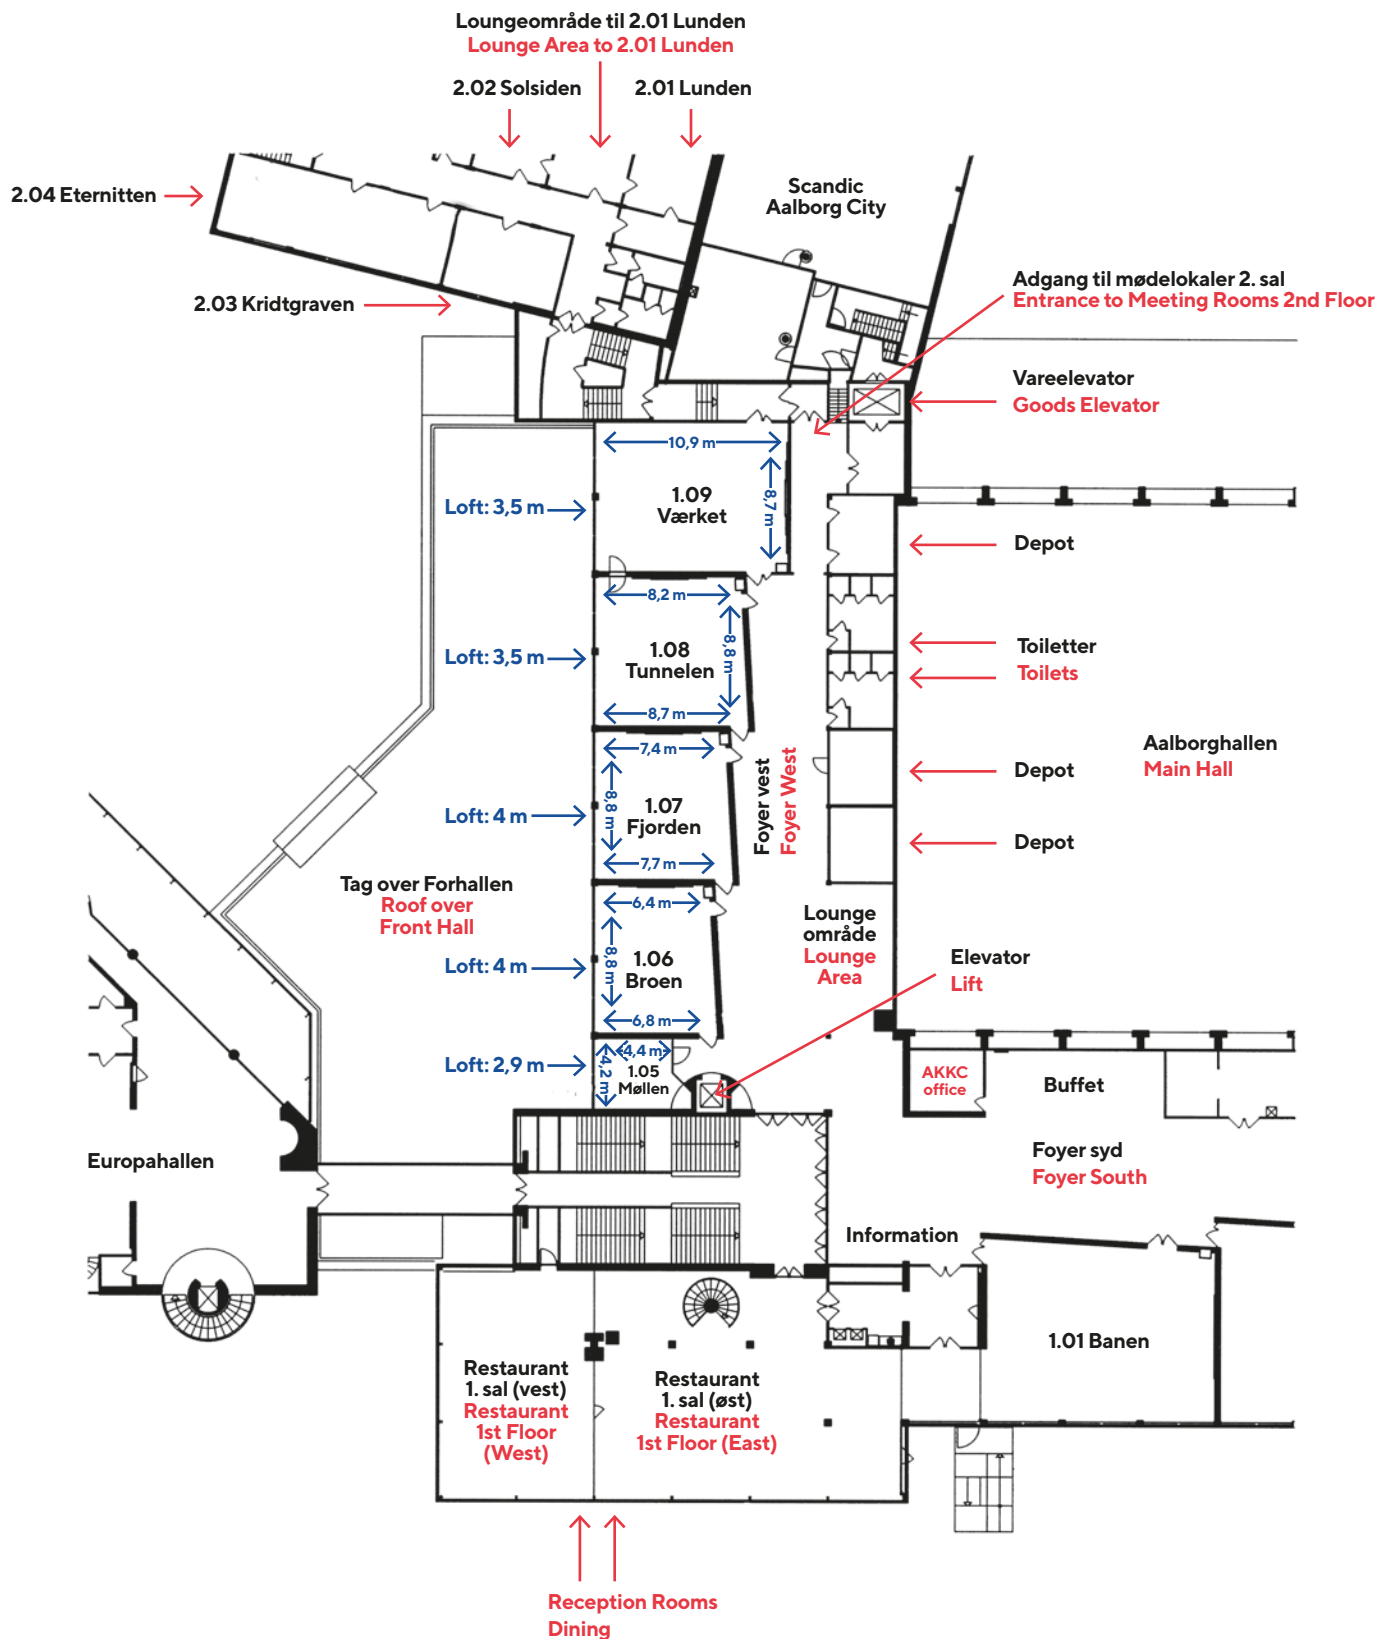 Loungeområde til 2.01 Lunden
Lounge Area to 2.01 Lunden
2.02 Solsiden
2.01 Lunden
2.04 Eternitten
Scandic
Aalborg City
2.03 Kridtgraven
Adgang til mødelokaler 2. sal
Entrance to Meeting Rooms 2nd Floor
Vareelevator
Goods Elevator
10,9 m
8,7 m
1.09
Værket
Loft: 3,5 m
Depot
8,2 m
8,8 m
1.08
Tunnelen
8,7 m
Loft: 3,5 m
Toiletter
Toilets
Aalborghallen
Main Hall
7,4 m
8,8 m
1.07
Fjorden
7,7 m
Loft: 4 m
Foyer vest
Foyer West
Depot
Depot
Tag over Forhallen
Roof over
Front Hall
6,4 m
8,8 m
1.06
Broen
6,8 m
Loft: 4 m
Lounge
område
Lounge
Area
Elevator
Lift
Loft: 2,9 m
4,4 m
4,2 m
1.05
Møllen
AKKC
office
Buffet
Europahallen
Foyer syd
Foyer South
Information
1.01 Banen
Restaurant
1. sal (vest)
Restaurant
1st Floor
(West)
Restaurant
1. sal (øst)
Restaurant
1st Floor (East)
Reception Rooms
Dining